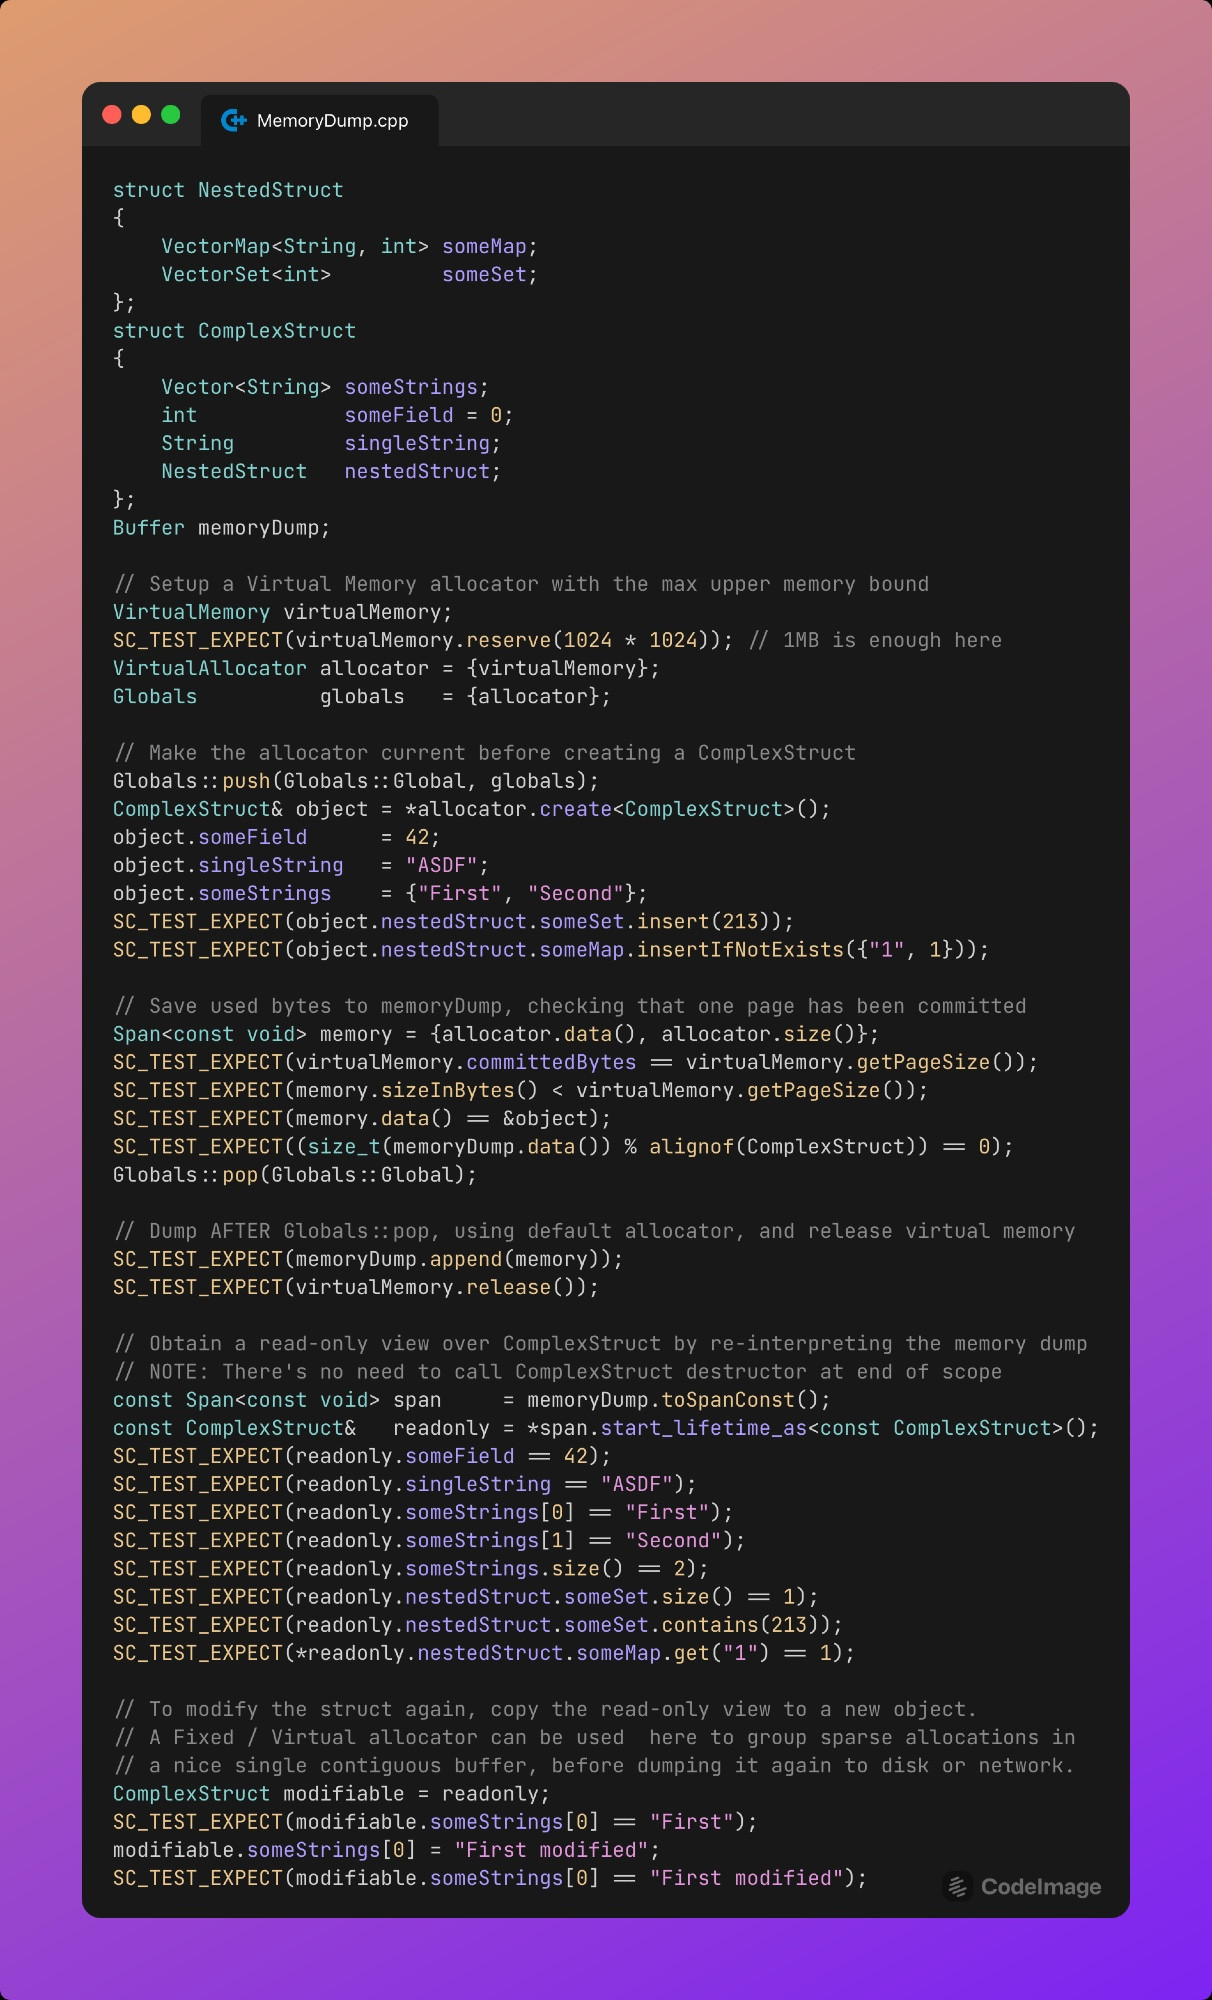 MemoryDump.cpp
struct NestedStruct
{
    VectorMap<String, int> someMap;
    VectorSet<int>         someSet;
};
struct ComplexStruct
{
    Vector<String> someStrings;
    int            someField = 0;
    String         singleString;
    NestedStruct   nestedStruct;
};
Buffer memoryDump;

// Setup a Virtual Memory allocator with the max upper memory bound
VirtualMemory virtualMemory;
SC_TEST_EXPECT(virtualMemory.reserve(1024 * 1024)); // 1MB is enough here
VirtualAllocator allocator = {virtualMemory};
Globals          globals   = {allocator};

// Make the allocator current before creating a ComplexStruct
Globals::push(Globals::Global, globals);
ComplexStruct& object = *allocator.create<ComplexStruct>();
object.someField      = 42;
object.singleString   = "ASDF";
object.someStrings    = {"First", "Second"};
SC_TEST_EXPECT(object.nestedStruct.someSet.insert(213));
SC_TEST_EXPECT(object.nestedStruct.someMap.insertIfNotExists({"1", 1}));

// Save used bytes to memoryDump, checking that one page has been committed
Span<const void> memory = {allocator.data(), allocator.size()};
SC_TEST_EXPECT(virtualMemory.committedBytes == virtualMemory.getPageSize());
SC_TEST_EXPECT(memory.sizeInBytes() < virtualMemory.getPageSize());
SC_TEST_EXPECT(memory.data() == &object);
SC_TEST_EXPECT((size_t(memoryDump.data()) % alignof(ComplexStruct)) == 0);
Globals::pop(Globals::Global);

// Dump AFTER Globals::pop, using default allocator, and release virtual memory
SC_TEST_EXPECT(memoryDump.append(memory));
SC_TEST_EXPECT(virtualMemory.release());

// Obtain a read-only view over ComplexStruct by re-interpreting the memory dump
// NOTE: There's no need to call ComplexStruct destructor at end of scope
const Span<const void> span     = memoryDump.toSpanConst();
const ComplexStruct&   readonly = *span.start_lifetime_as<const ComplexStruct>();
SC_TEST_EXPECT(readonly.someField == 42);
SC_TEST_EXPECT(readonly.singleString == "ASDF");
SC_TEST_EXPECT(readonly.someStrings[0] == "First");
SC_TEST_EXPECT(readonly.someStrings[1] == "Second");
SC_TEST_EXPECT(readonly.someStrings.size() == 2);
SC_TEST_EXPECT(readonly.nestedStruct.someSet.size() == 1);
SC_TEST_EXPECT(readonly.nestedStruct.someSet.contains(213));
SC_TEST_EXPECT(*readonly.nestedStruct.someMap.get("1") == 1);

// To modify the struct again, copy the read-only view to a new object.
// A Fixed / Virtual allocator can be used  here to group sparse allocations in
// a nice single contiguous buffer, before dumping it again to disk or network.
ComplexStruct modifiable = readonly;
SC_TEST_EXPECT(modifiable.someStrings[0] == "First");
modifiable.someStrings[0] = "First modified";
SC_TEST_EXPECT(modifiable.someStrings[0] == "First modified");
CodeImage